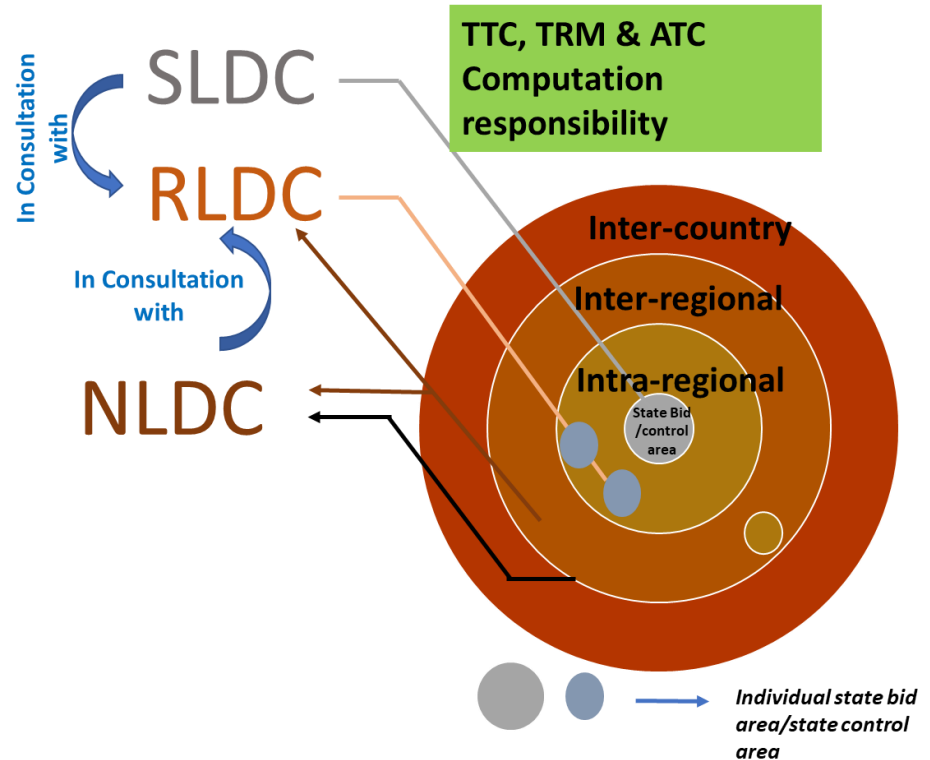 TTC, TRM & ATC
Computation
responsibility
SLDC
In Consultation
with
RLDC
In Consultation
with
NLDC
Inter-country
Inter-regional
Intra-regional
State Bid
/control
area
Individual state bid
area/state control
area